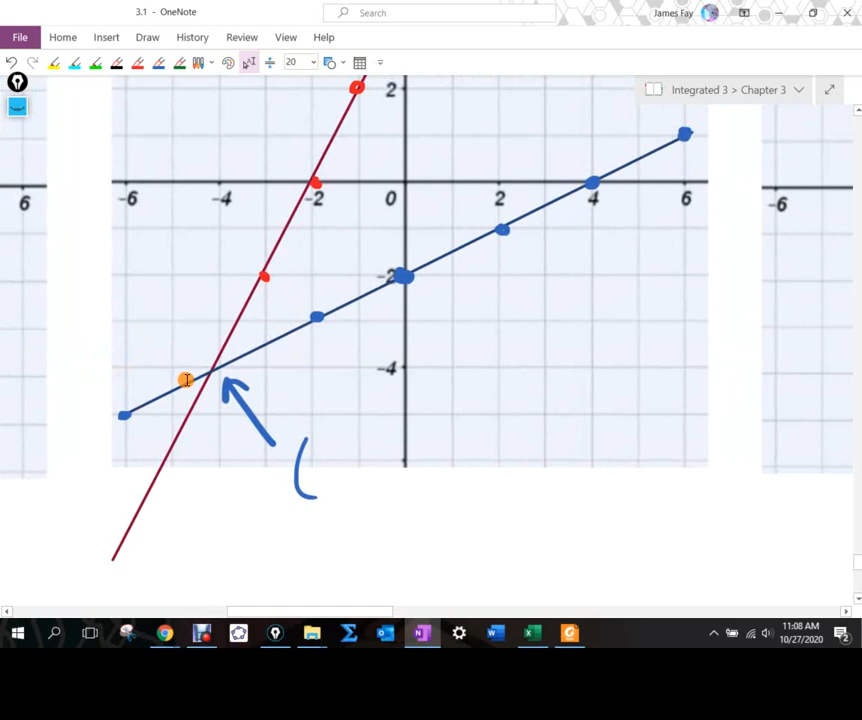 3.1 - OneNote
Search
James Fay
File Home Insert Draw History Review View Help
20
Integrated 3 > Chapter 3
2
6
-6 -4 -2 0 2 4 6
-6
-2
-4
(
11:08 AM
10/27/2020
2